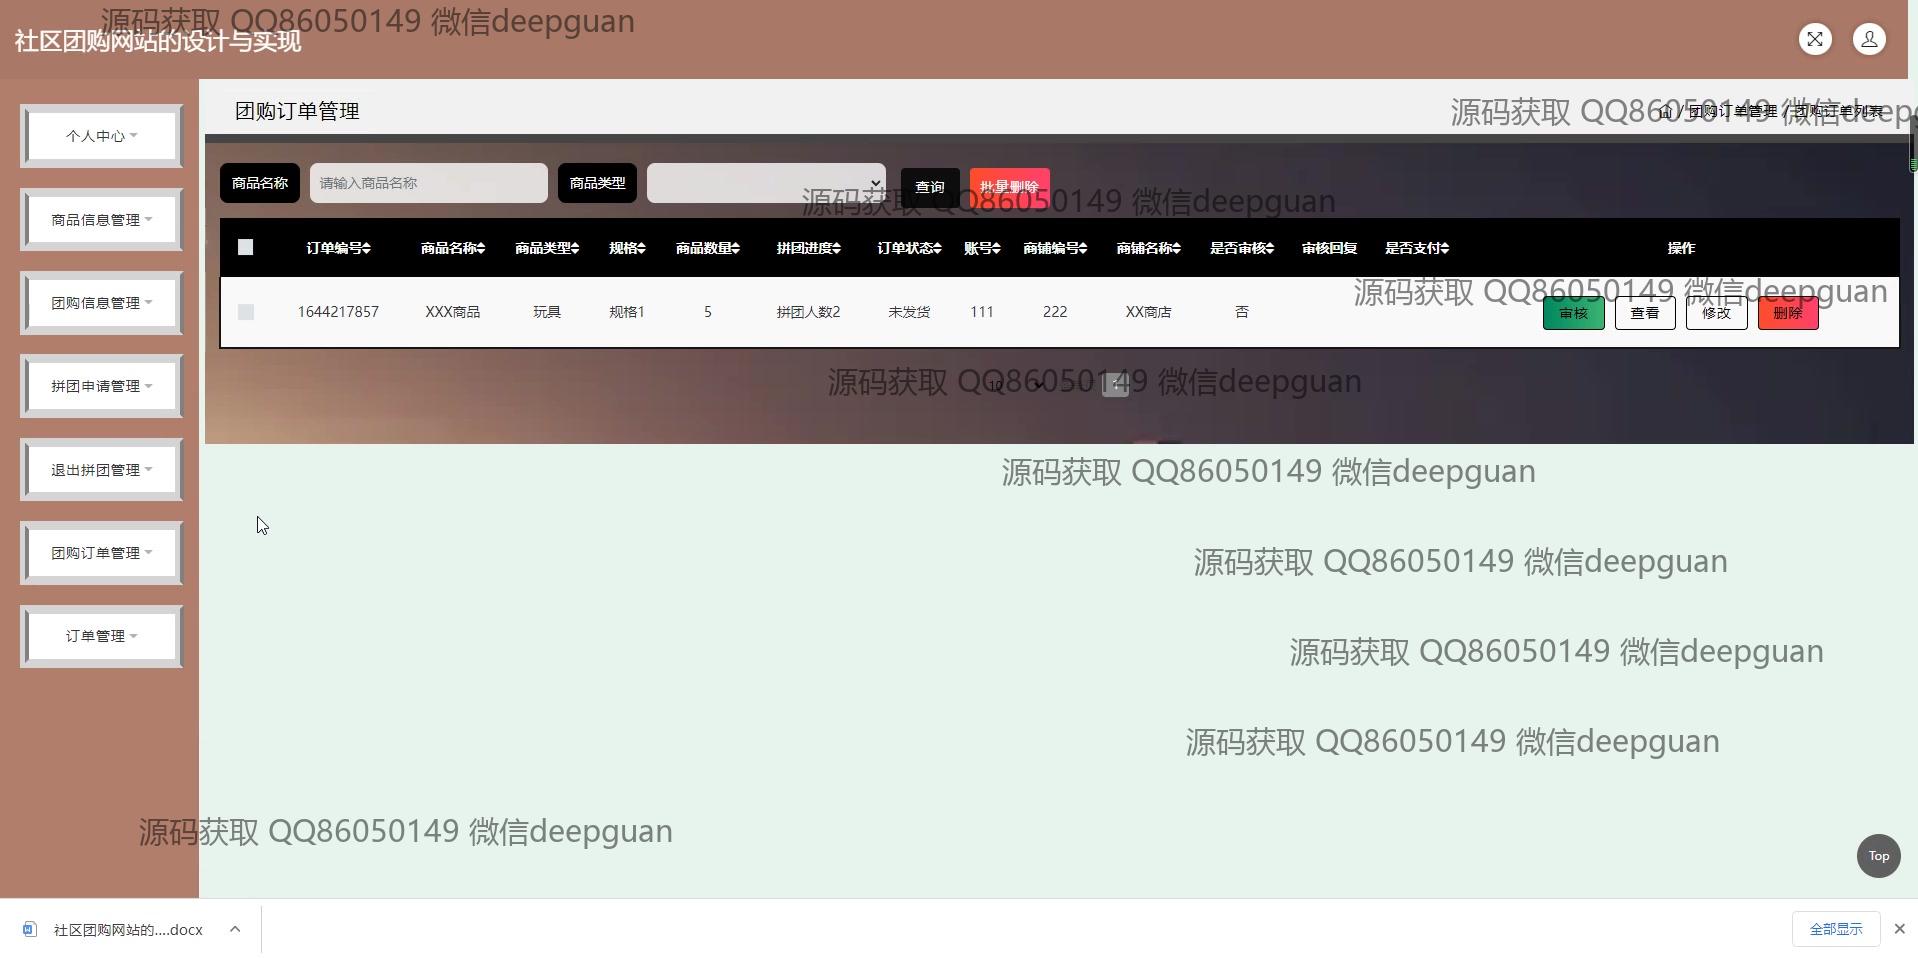 源码获取 QQ86050149 微信deepguan
社区团购网站的设计与实现
个人中心
商品信息管理
团购信息管理
拼团申请管理
退出拼团管理
团购订单管理
订单管理
团购订单管理
/ 团购订单管理 / 团购订单列表
源码获取 QQ86050149 微信deepg
商品名称 请输入商品名称 商品类型 查询 批量删除
源码获取 QQ86050149 微信deepguan
订单编号 商品名称 商品类型 规格 商品数量 拼团进度 订单状态 账号 商铺编号 商铺名称 是否审核 审核回复 是否支付 操作
源码获取 QQ86050149 微信deepguan
1644217857 XXX商品 玩具 规格1 5 拼团人数2 未发货 111 222 XX商店 否 审核 查看 修改 删除
源码获取 QQ86050149 微信deepguan
10 1
源码获取 QQ86050149 微信deepguan
源码获取 QQ86050149 微信deepguan
源码获取 QQ86050149 微信deepguan
源码获取 QQ86050149 微信deepguan
源码获取 QQ86050149 微信deepguan
Top
社区团购网站的....docx
全部显示